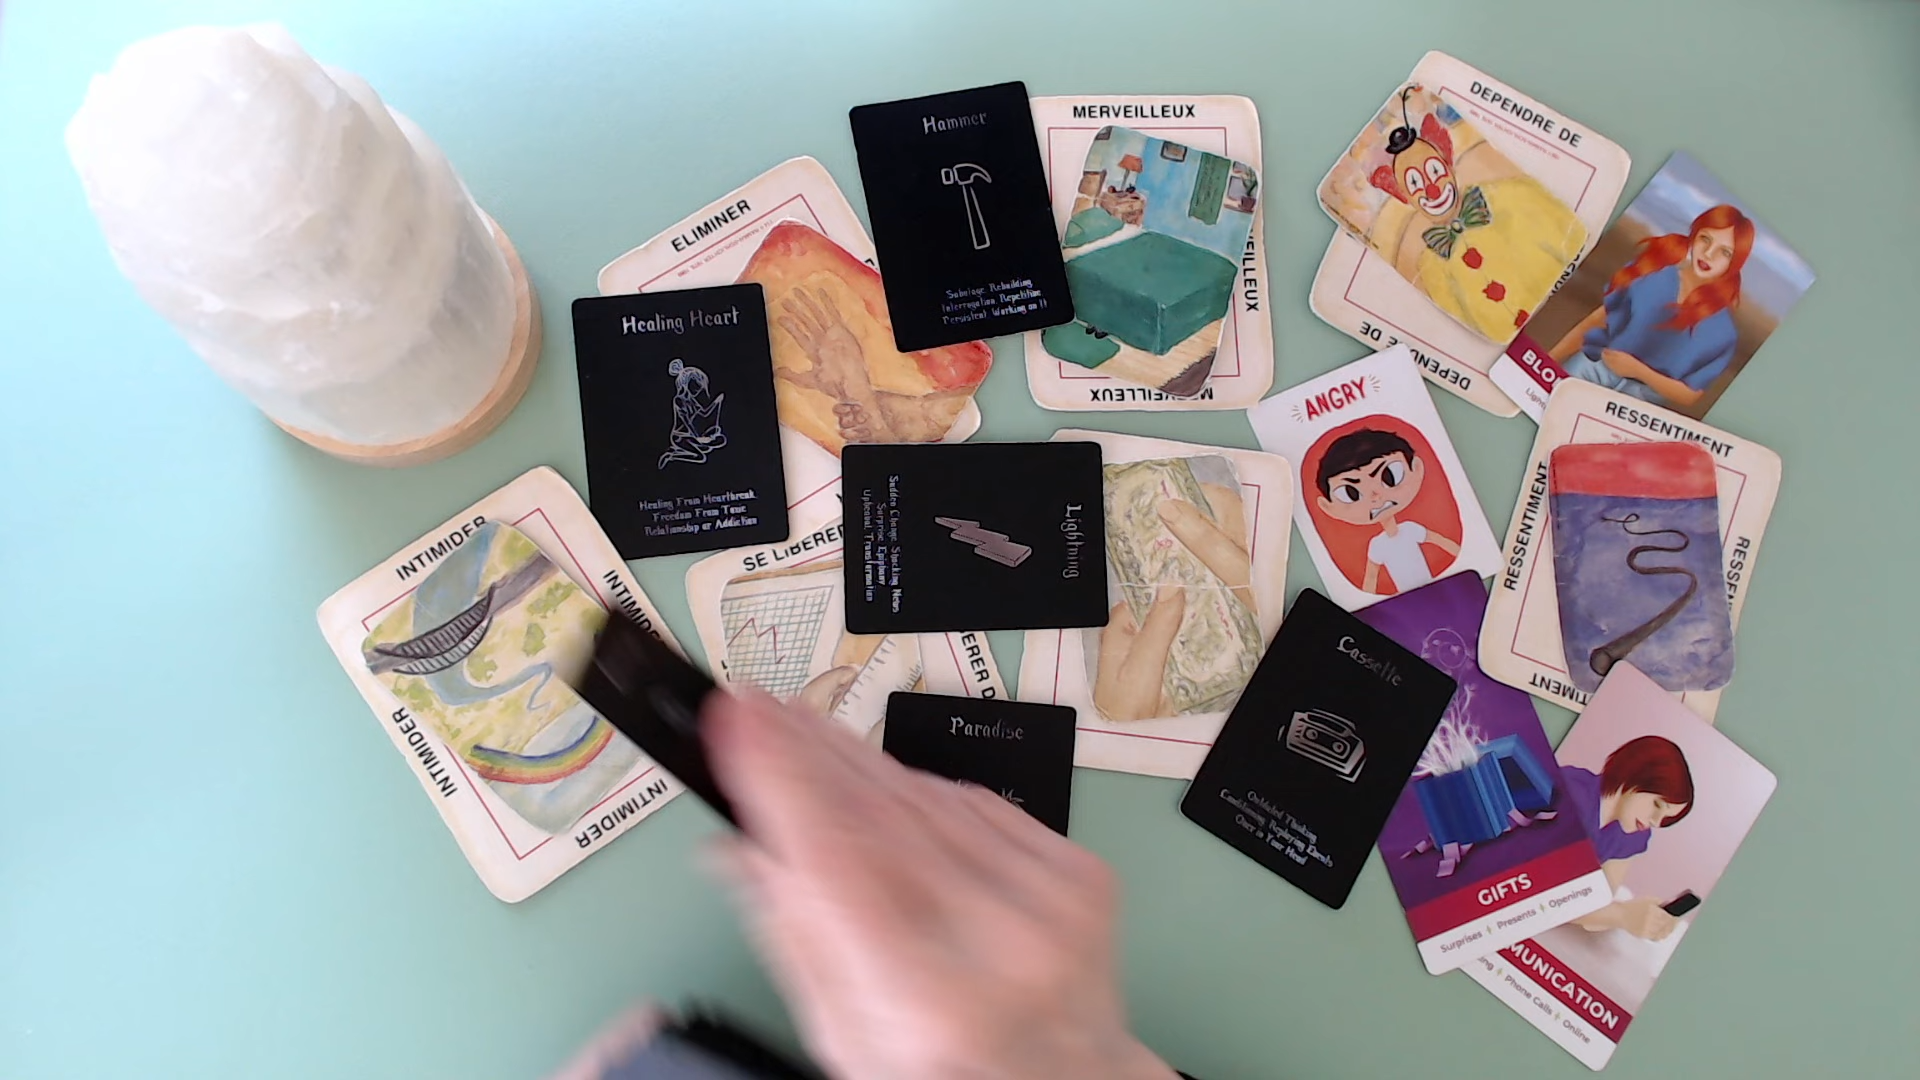 Hammer
Sabotage Rebuilding
Interrogation Repetitive
Persistent Working on It
MERVEILLEUX
MERVEILLEUX
DEPENDRE DE
DEPENDRE DE
ELIMINER
Healing Heart
Healing From Heartbreak
Freedom From Toxic
Relationship or Addiction
ANGRY
RESSENTIMENT
RESSENTIMENT
INTIMIDER
INTIMIDER
INTIMIDER
SE LIBERER
Lightning
Sudden Change Shocking News
Surprise Epiphany
Upheaval Transformation
Paradise
Cassette
Outdated Thinking
Conditioning Replaying Events
Over in Your Head
GIFTS
Surprises Presents Openings
Phone Calls Online